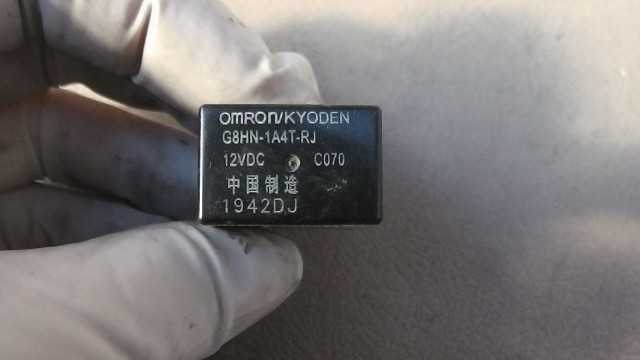 OMRON/KYODEN
G8HN-1A4T-RJ
12VDC C070
中国制造
1942DJ